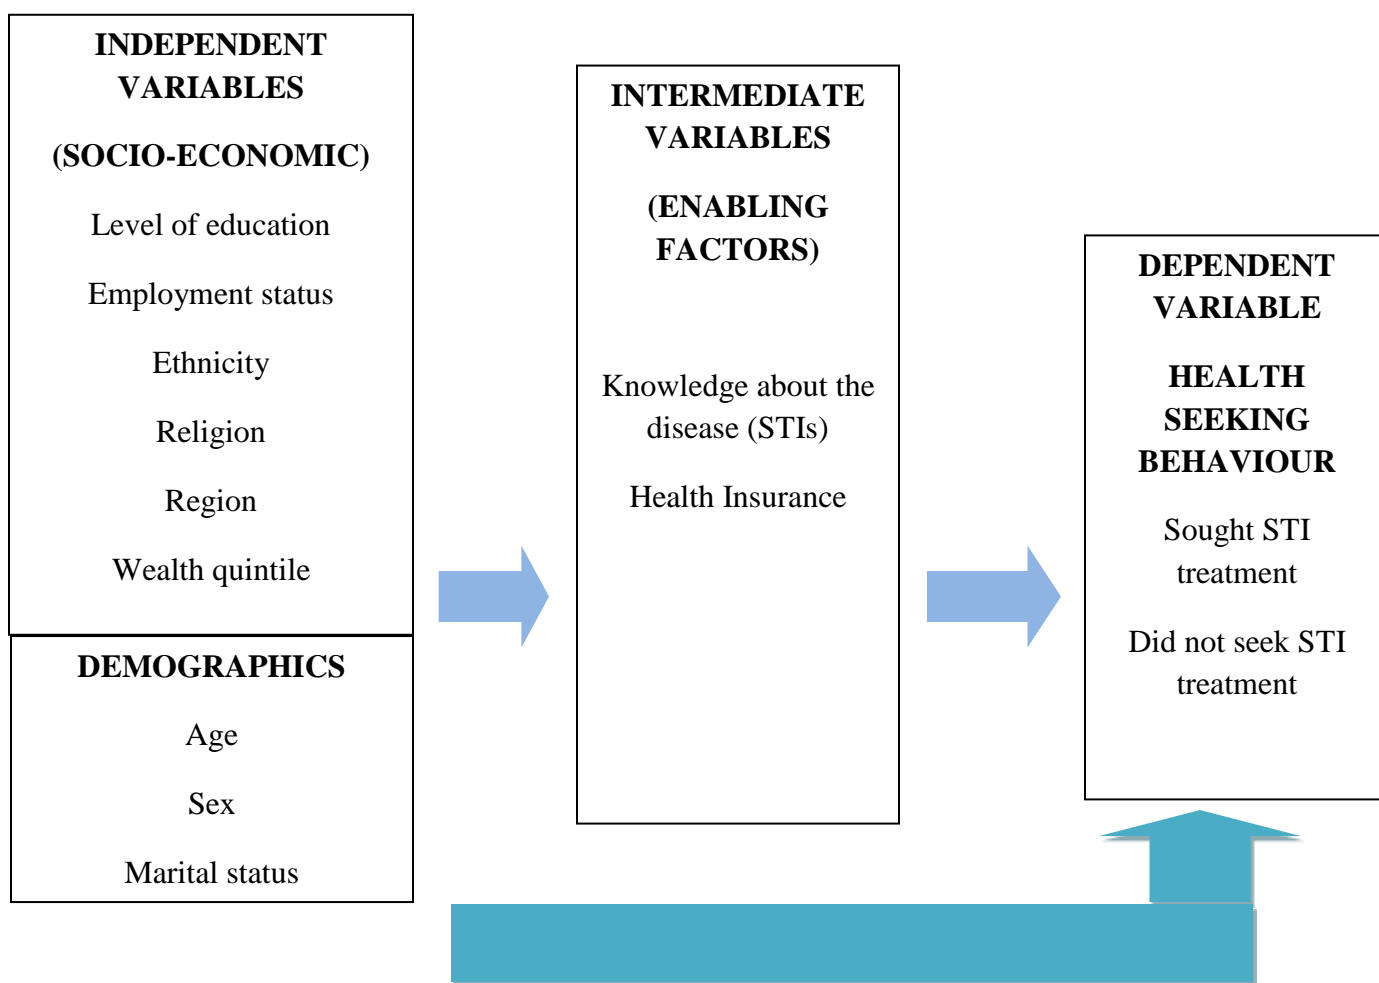 INDEPENDENT
VARIABLES
(SOCIO-ECONOMIC)
Level of education
Employment status
Ethnicity
Religion
Region
Wealth quintile
DEMOGRAPHICS
Age
Sex
Marital status
INTERMEDIATE
VARIABLES
(ENABLING
FACTORS)
Knowledge about the
disease (STIs)
Health Insurance
DEPENDENT
VARIABLE
HEALTH
SEEKING
BEHAVIOUR
Sought STI
treatment
Did not seek STI
treatment